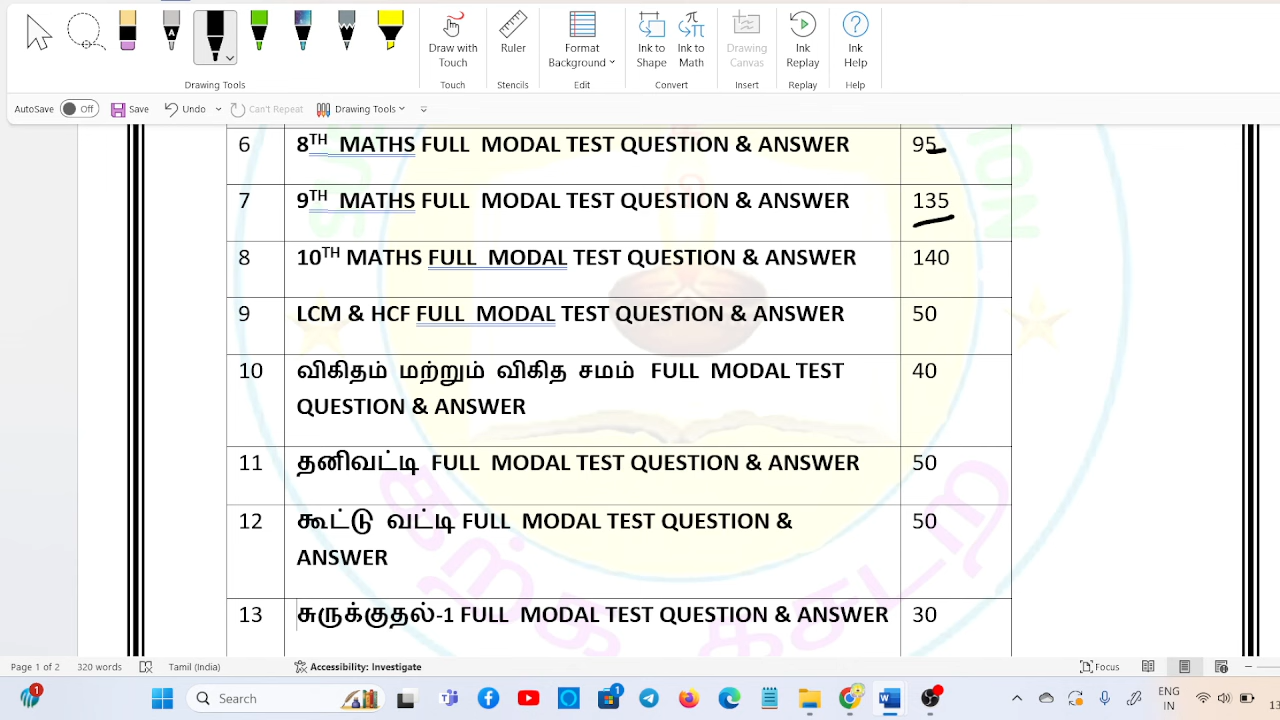 A
Draw with
Touch
Ruler
Format
Background
Ink to
Shape
Ink to
Math
Drawing
Canvas
Ink
Replay
Ink
Help
Drawing Tools
Touch
Stencils
Edit
Convert
Insert
Replay
Help
AutoSave Off Save Undo Can't Repeat Drawing Tools
6 8TH MATHS FULL MODAL TEST QUESTION & ANSWER 95
7 9TH MATHS FULL MODAL TEST QUESTION & ANSWER 135
8 10TH MATHS FULL MODAL TEST QUESTION & ANSWER 140
9 LCM & HCF FULL MODAL TEST QUESTION & ANSWER 50
10 விகிதம் மற்றும் விகித சமம் FULL MODAL TEST 40
QUESTION & ANSWER
11 தனிவட்டி FULL MODAL TEST QUESTION & ANSWER 50
12 கூட்டு வட்டி FULL MODAL TEST QUESTION & 50
ANSWER
13 சுருக்குதல்-1 FULL MODAL TEST QUESTION & ANSWER 30
Page 1 of 2 320 words Tamil (India) Accessibility: Investigate Focus
1 Search 1 ENG
IN 13